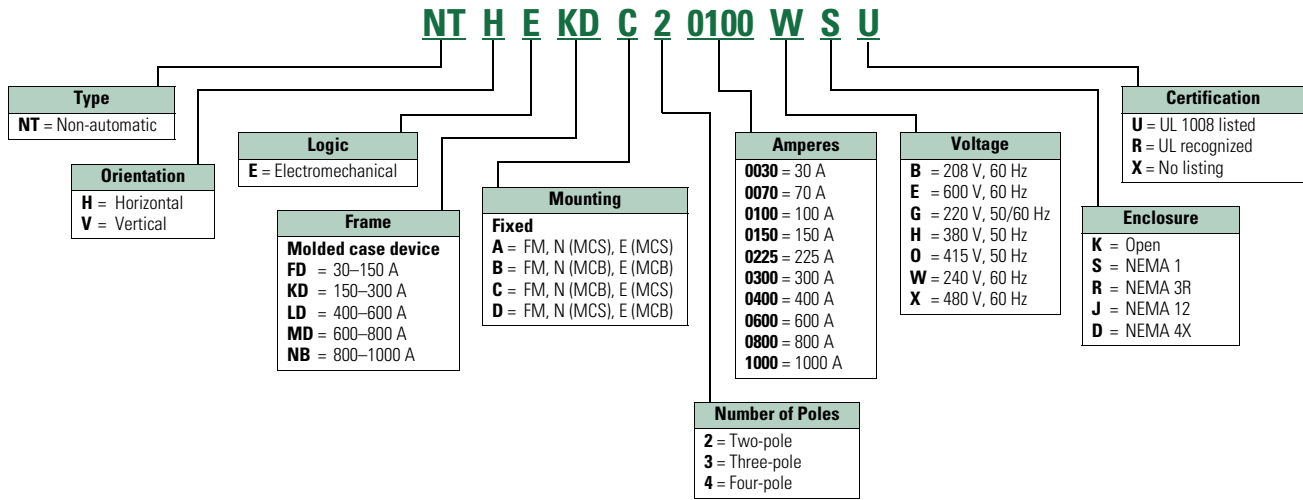 NT H E KD C 2 0100 W S U
Type
NT = Non-automatic
Orientation
H = Horizontal
V = Vertical
Logic
E = Electromechanical
Frame
Molded case device
FD = 30–150 A
KD = 150–300 A
LD = 400–600 A
MD = 600–800 A
NB = 800–1000 A
Mounting
Fixed
A = FM, N (MCS), E (MCS)
B = FM, N (MCB), E (MCB)
C = FM, N (MCB), E (MCS)
D = FM, N (MCS), E (MCB)
Number of Poles
2 = Two-pole
3 = Three-pole
4 = Four-pole
Amperes
0030 = 30 A
0070 = 70 A
0100 = 100 A
0150 = 150 A
0225 = 225 A
0300 = 300 A
0400 = 400 A
0600 = 600 A
0800 = 800 A
1000 = 1000 A
Voltage
B = 208 V, 60 Hz
E = 600 V, 60 Hz
G = 220 V, 50/60 Hz
H = 380 V, 50 Hz
O = 415 V, 50 Hz
W = 240 V, 60 Hz
X = 480 V, 60 Hz
Enclosure
K = Open
S = NEMA 1
R = NEMA 3R
J = NEMA 12
D = NEMA 4X
Certification
U = UL 1008 listed
R = UL recognized
X = No listing